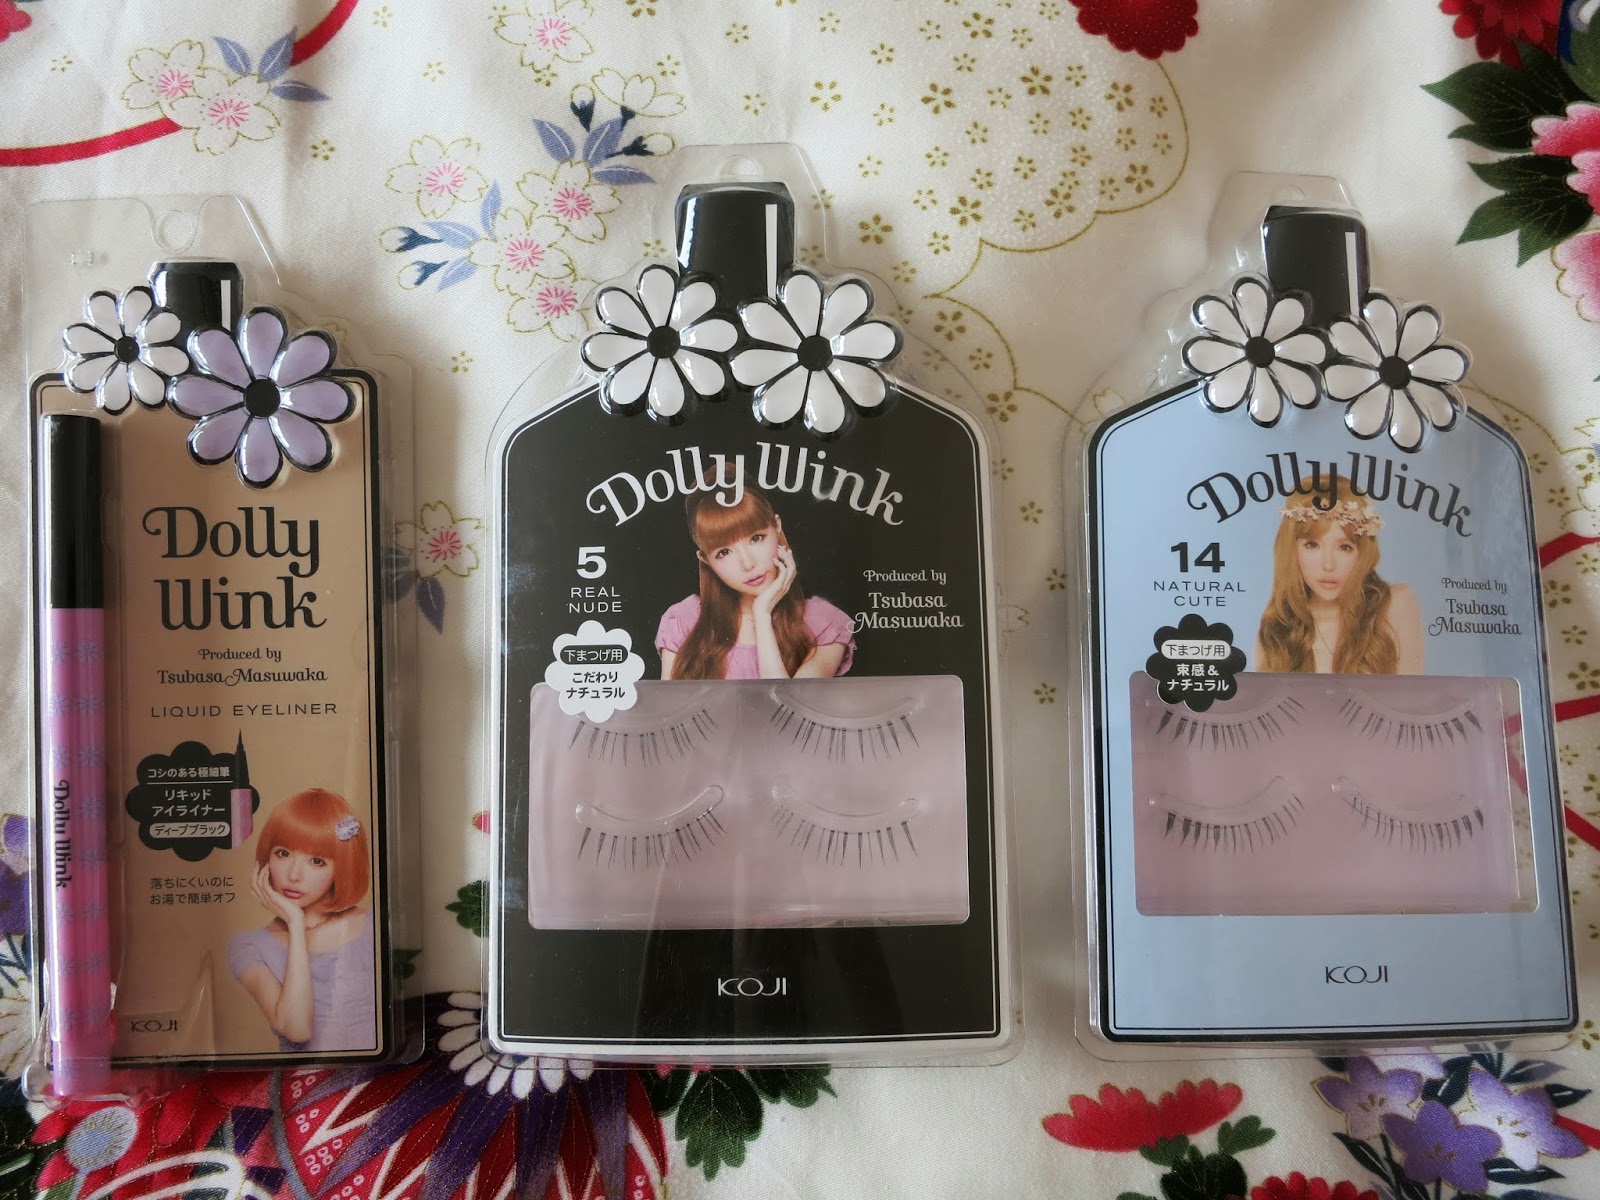 Dolly
Wink
Produced by
Tsubasa Masuwaka
LIQUID EYELINER
コシのある極細筆
リキッド
アイライナー
ディープブラック
落ちにくいのに
お湯で簡単オフ
KOJI
Dolly Wink
Dolly Wink
5
REAL
NUDE
Produced by
Tsubasa
Masuwaka
下まつげ用
こだわり
ナチュラル
KOJI
Dolly Wink
14
NATURAL
CUTE
Produced by
Tsubasa
Masuwaka
下まつげ用
束感&
ナチュラル
KOJI